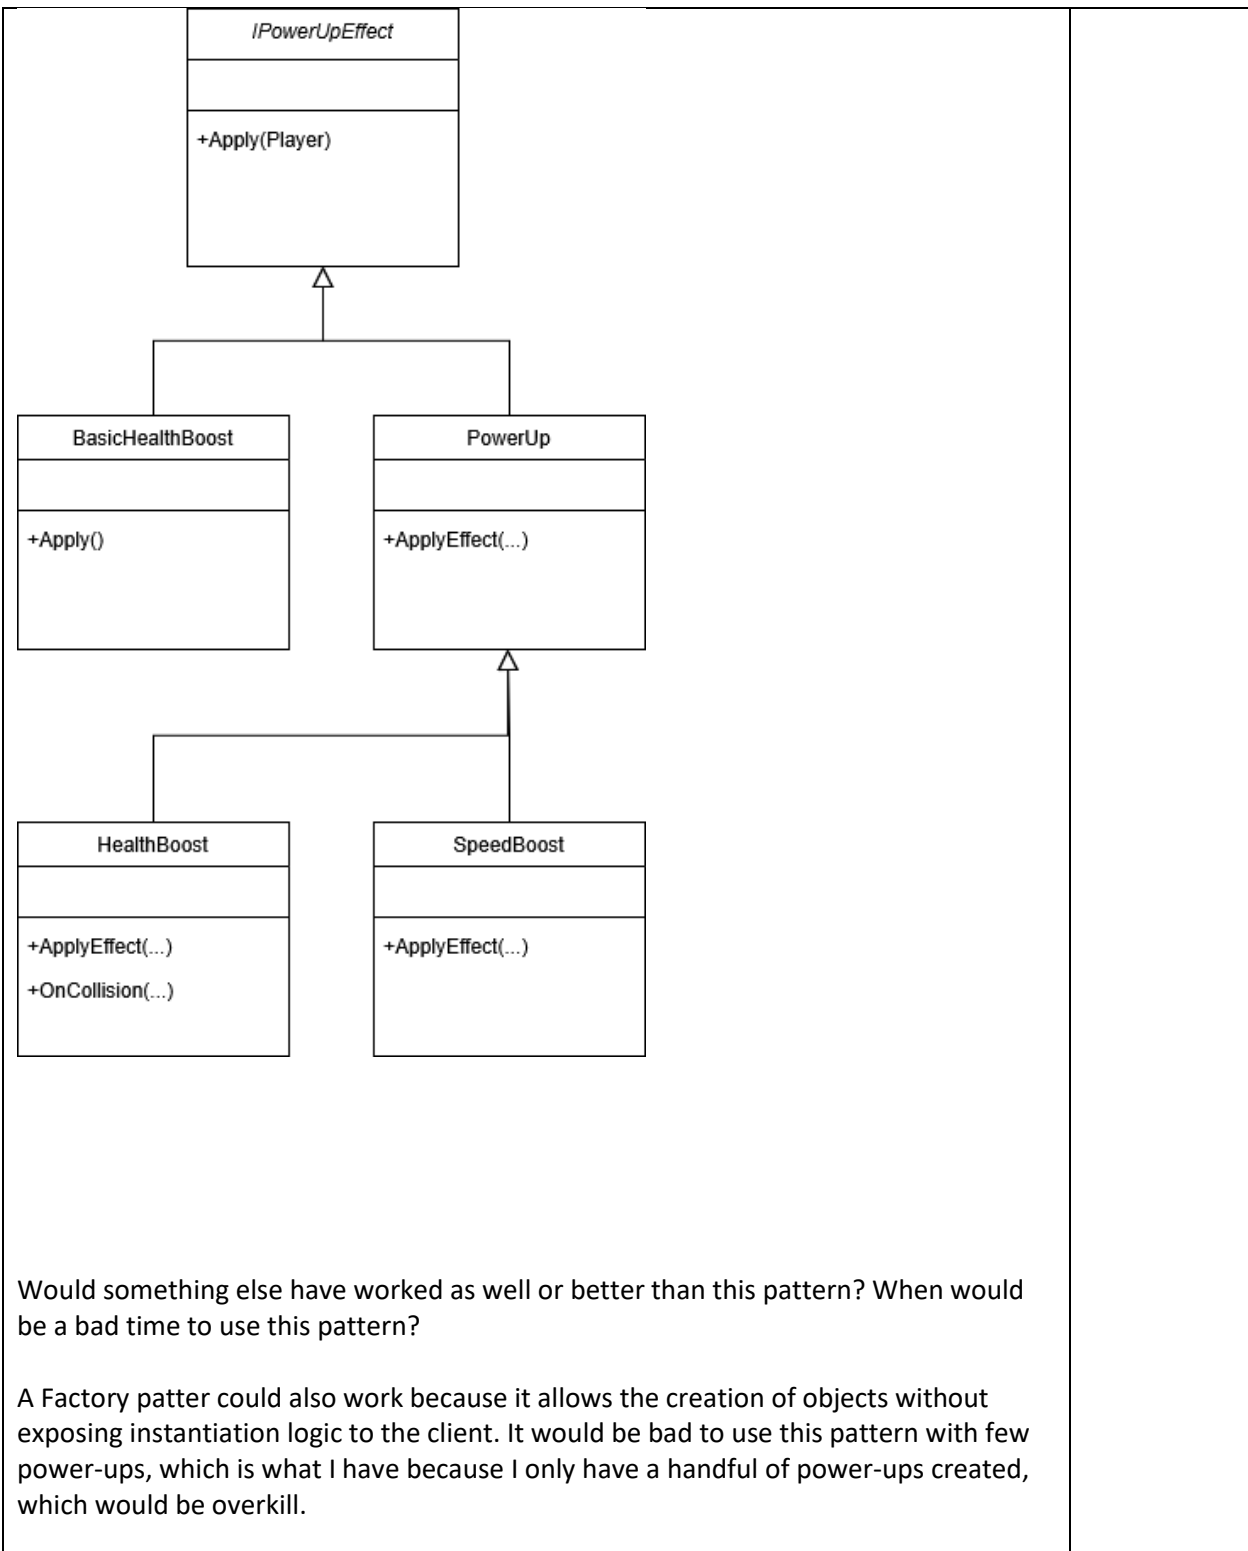 IPowerUpEffect
+Apply(Player)
BasicHealthBoost
+Apply()
PowerUp
+ApplyEffect(...)
HealthBoost
+ApplyEffect(...)
+OnCollision(...)
SpeedBoost
+ApplyEffect(...)
Would something else have worked as well or better than this pattern? When would
be a bad time to use this pattern?
A Factory patter could also work because it allows the creation of objects without
exposing instantiation logic to the client. It would be bad to use this pattern with few
power-ups, which is what I have because I only have a handful of power-ups created,
which would be overkill.